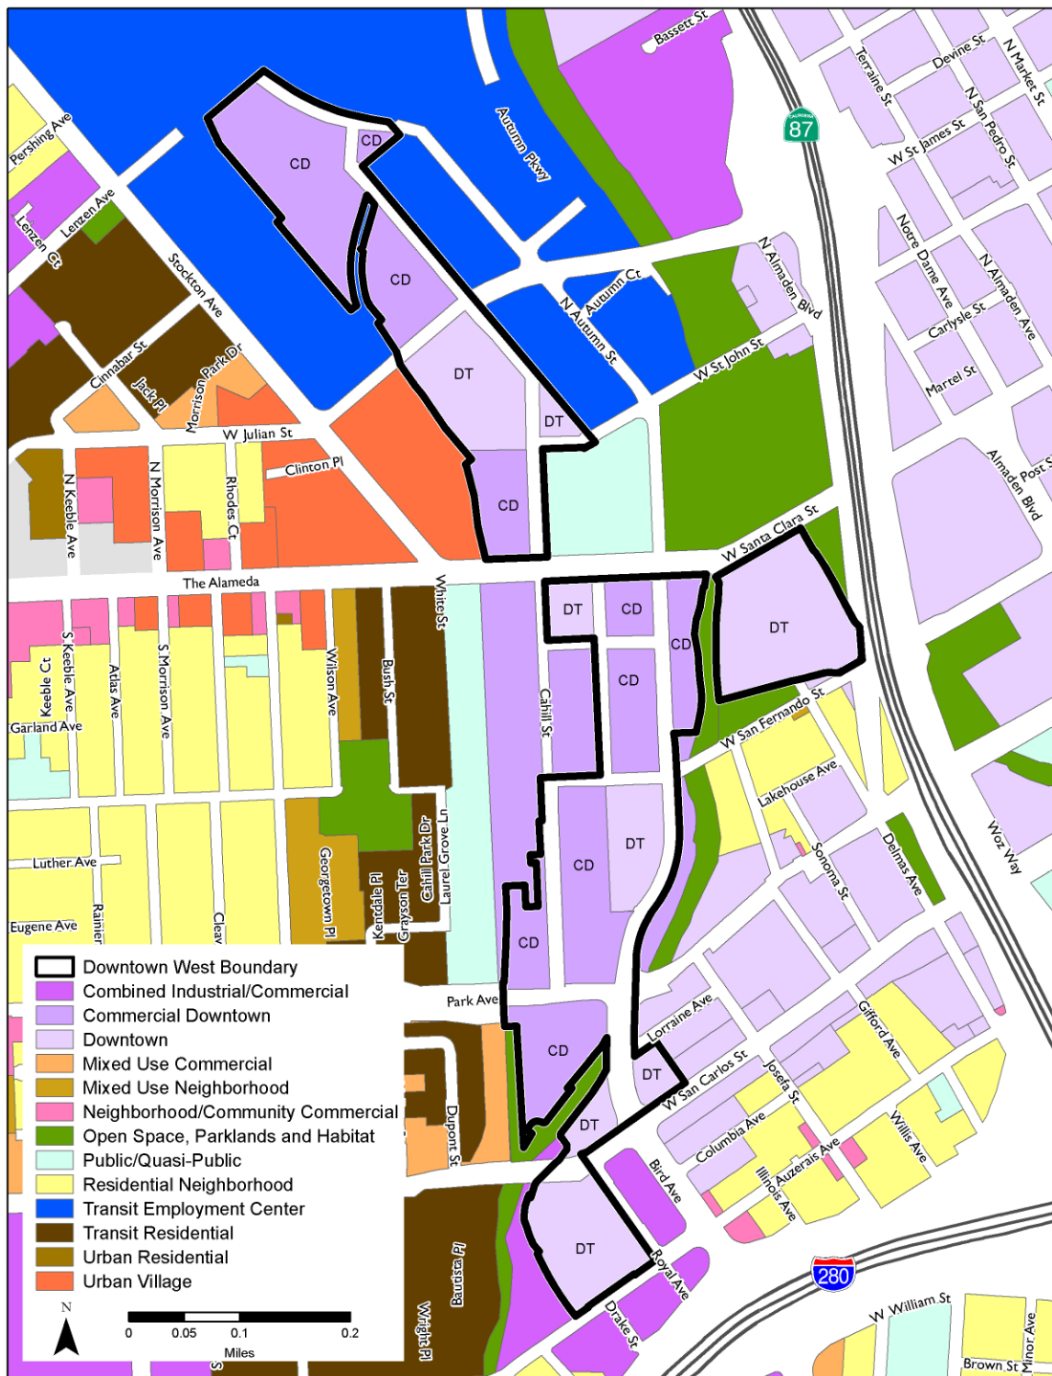 Bassett St
Devine St
N Market St
Terraine St
N San Pedro St
CALIFORNIA
87
W St James St
Autumn Pkwy
Pershing Ave
Lenzen Ave
Lenzen Ct
Stockton Ave
CD
CD
CD
Notre Dame Ave
N Almaden Ave
N Almaden Blvd
Autumn Ct
N Autumn St
Carlysle St
W St John St
Martel St
Cinnabar St
Jack Pl
Morrison Park Dr
DT
DT
W Julian St
Clinton Pl
Rhodes Ct
N Keeble Ave
N Morrison Ave
Almaden Blvd
Post S
CD
W Santa Clara St
The Alameda
White St
DT
CD
CD
CD
DT
Keeble Ct
S Keeble Ave
Atlas Ave
S Morrison Ave
Wilson Ave
Bush St
Cahill St
Garland Ave
W San Fernando St
Lakehouse Ave
Luther Ave
Georgetown Pl
Kentdale Pl
Grayson Ter
Cahill Park Dr
Laurel Grove Ln
DT
CD
Sonoma St
Delmas Ave
Woz Way
Eugene Ave
Rainier
Cleav
CD
Park Ave
Lorraine Ave
Gifford Ave
CD
DT
W San Carlos St
Josefa St
DT
Columbia Ave
Auzerais Ave
Willis Ave
Illinois Ave
Dupont St
Bird Ave
DT
Royal Ave
Drake St
280
Bautista Pl
Wright Pl
S
W William St
Brown St
Minor Ave
Downtown West Boundary
Combined Industrial/Commercial
Commercial Downtown
Downtown
Mixed Use Commercial
Mixed Use Neighborhood
Neighborhood/Community Commercial
Open Space, Parklands and Habitat
Public/Quasi-Public
Residential Neighborhood
Transit Employment Center
Transit Residential
Urban Residential
Urban Village
N
0 0.05 0.1 0.2
Miles